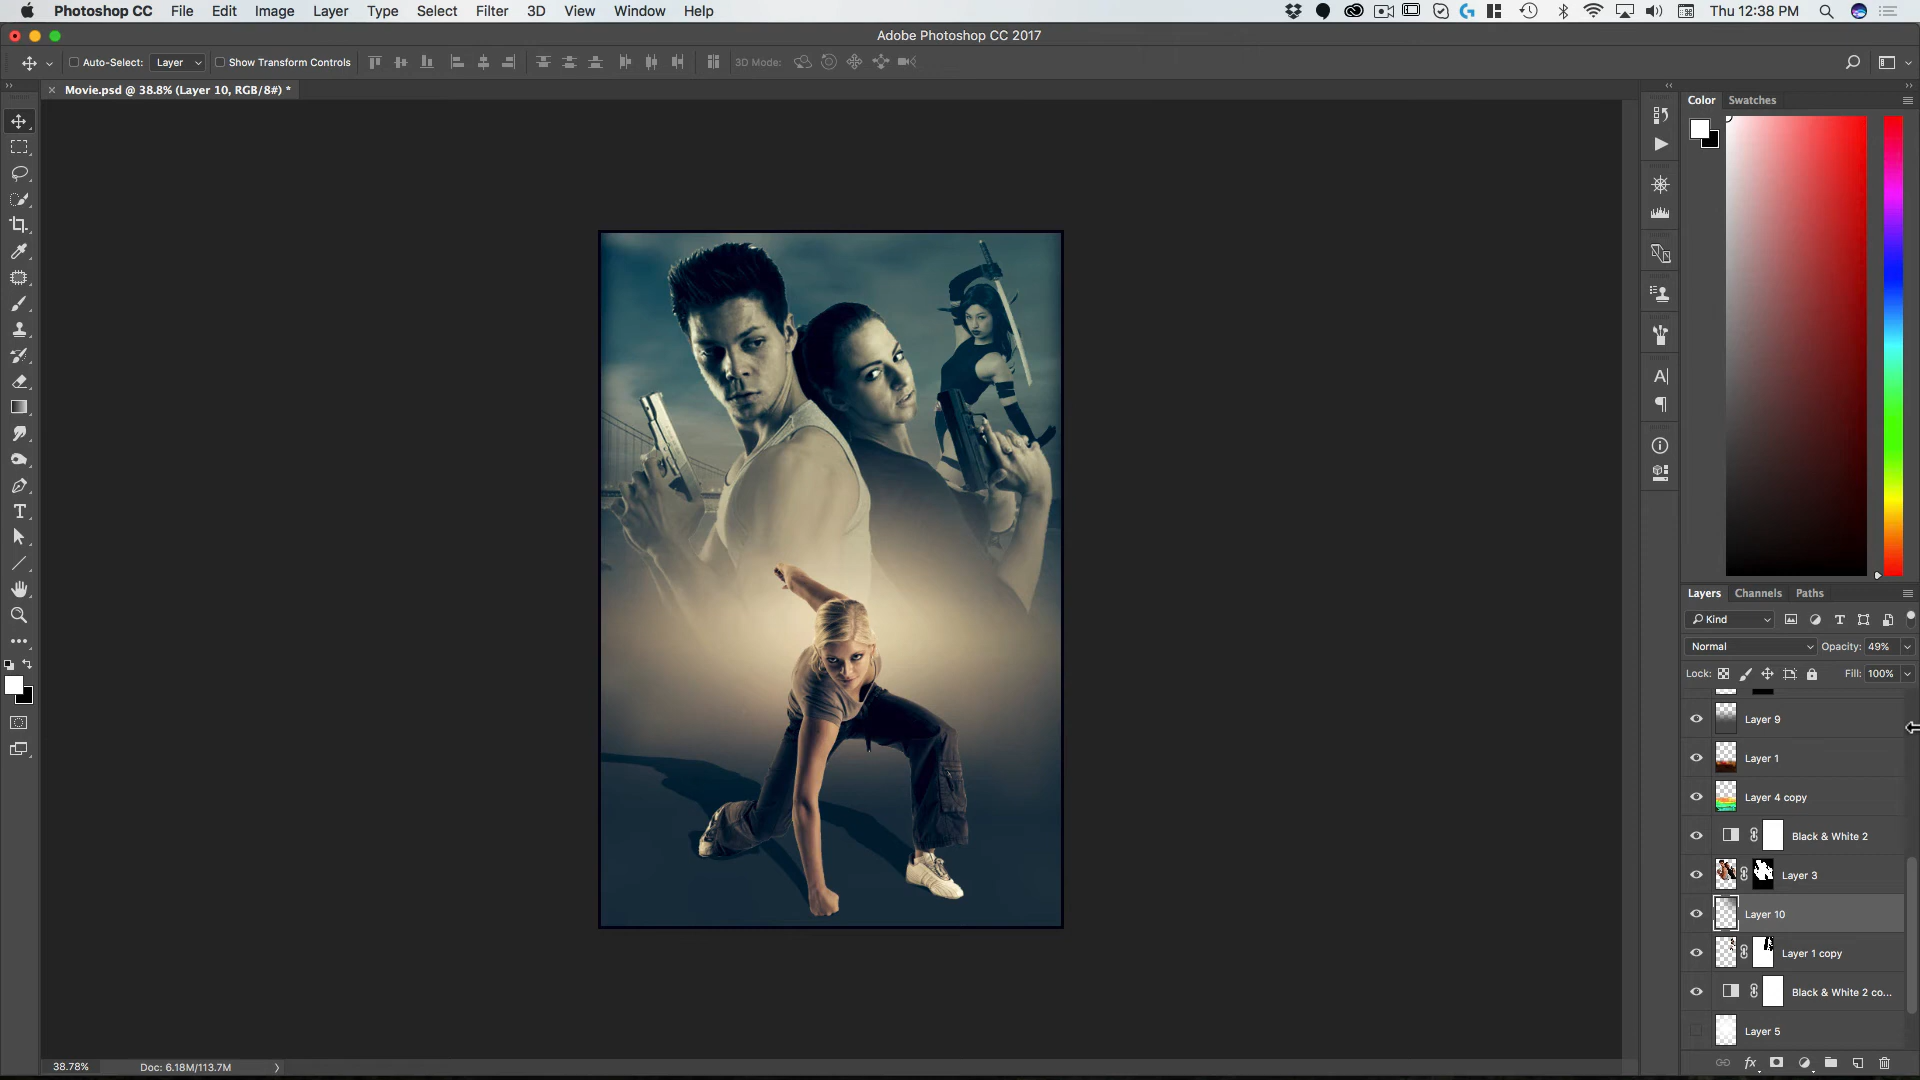 Photoshop CC File Edit Image Layer Type Select Filter 3D View Window Help Thu 12:38 PM
Adobe Photoshop CC 2017
Auto-Select: Layer Show Transform Controls 3D Mode:
Movie.psd @ 38.8% (Layer 10, RGB/8#) *
Color Swatches
Layers Channels Paths
Kind
Normal Opacity: 49%
Lock: Fill: 100%
Layer 9
Layer 1
Layer 4 copy
Black & White 2
Layer 3
Layer 10
Layer 1 copy
Black & White 2 co...
Layer 5
38.78% Doc: 6.18M/113.7M